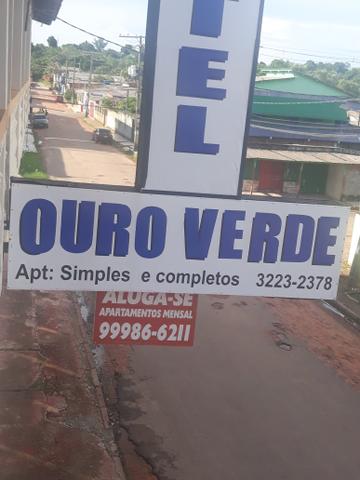 TEL
OURO VERDE
Apt: Simples e completos 3223-2378
ALUGA-SE
APARTAMENTOS MENSAL
99986-6211